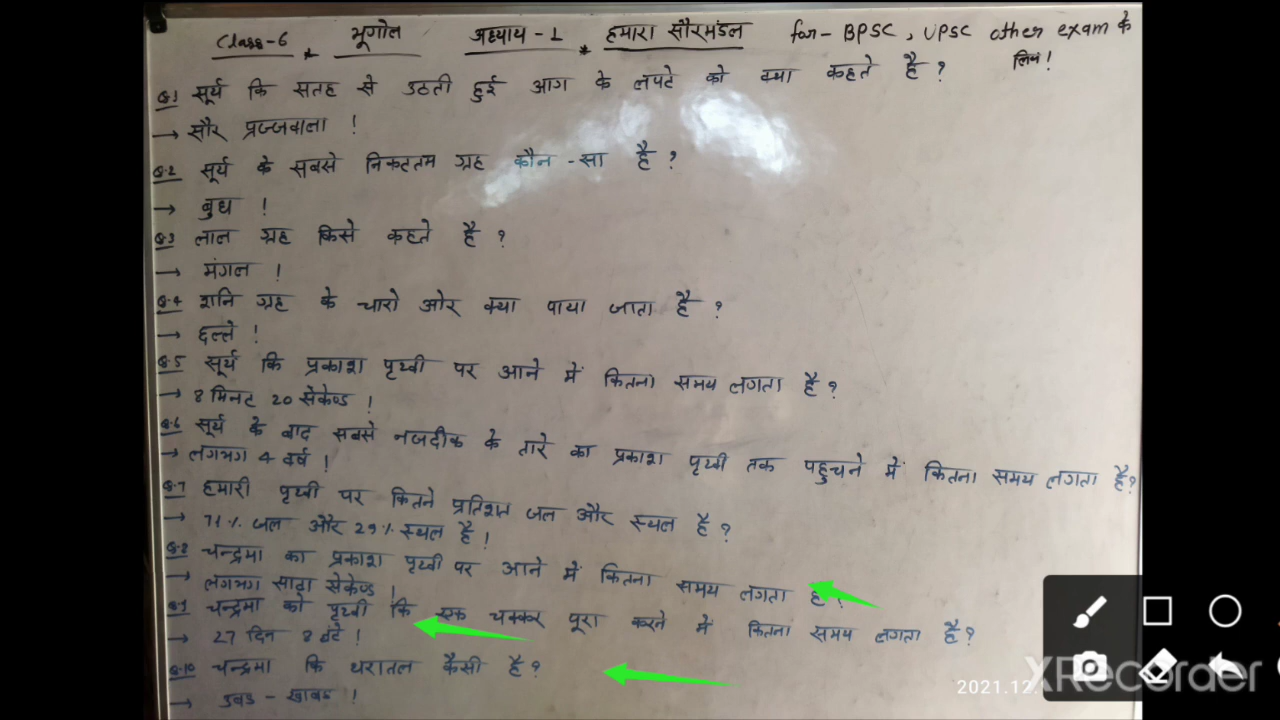 Class-6 * भूगोल अध्याय-1 * हमारा सौरमंडल for- BPSC, UPSC other exam के
लिए!
Q.1 सूर्य कि सतह से उठती हुई आग के लपटे को क्या कहते है?
→ सौर प्रज्जवाला !
Q.2 सूर्य के सबसे निकटतम ग्रह कौन-सा है?
→ बुध !
Q.3 लाल ग्रह किसे कहते है?
→ मंगल !
Q.4 शनि ग्रह के चारो ओर क्या पाया जाता है?
→ छल्ले !
Q.5 सूर्य कि प्रकाश पृथ्वी पर आने में कितना समय लगता है?
→ 8 मिनट 20 सेकेण्ड !
Q.6 सूर्य के बाद सबसे नजदीक के तारे का प्रकाश पृथ्वी तक पहुचने में कितना समय लगता है?
→ लगभग 4 वर्ष !
Q.7 हमारी पृथ्वी पर कितने प्रतिशत जल और स्थल है?
→ 71% जल और 29% स्थल है !
Q.8 चन्द्रमा का प्रकाश पृथ्वी पर आने में कितना समय लगता है?
→ लगभग सावा सेकेण्ड !
Q.9 चन्द्रमा को पृथ्वी कि एक चक्कर पूरा करने में कितना समय लगता है?
→ 27 दिन 8 घंटे !
Q.10 चन्द्रमा कि धरातल कैसी है?
→ उबड़-खाबड़ !
2021.12.
XRecorder